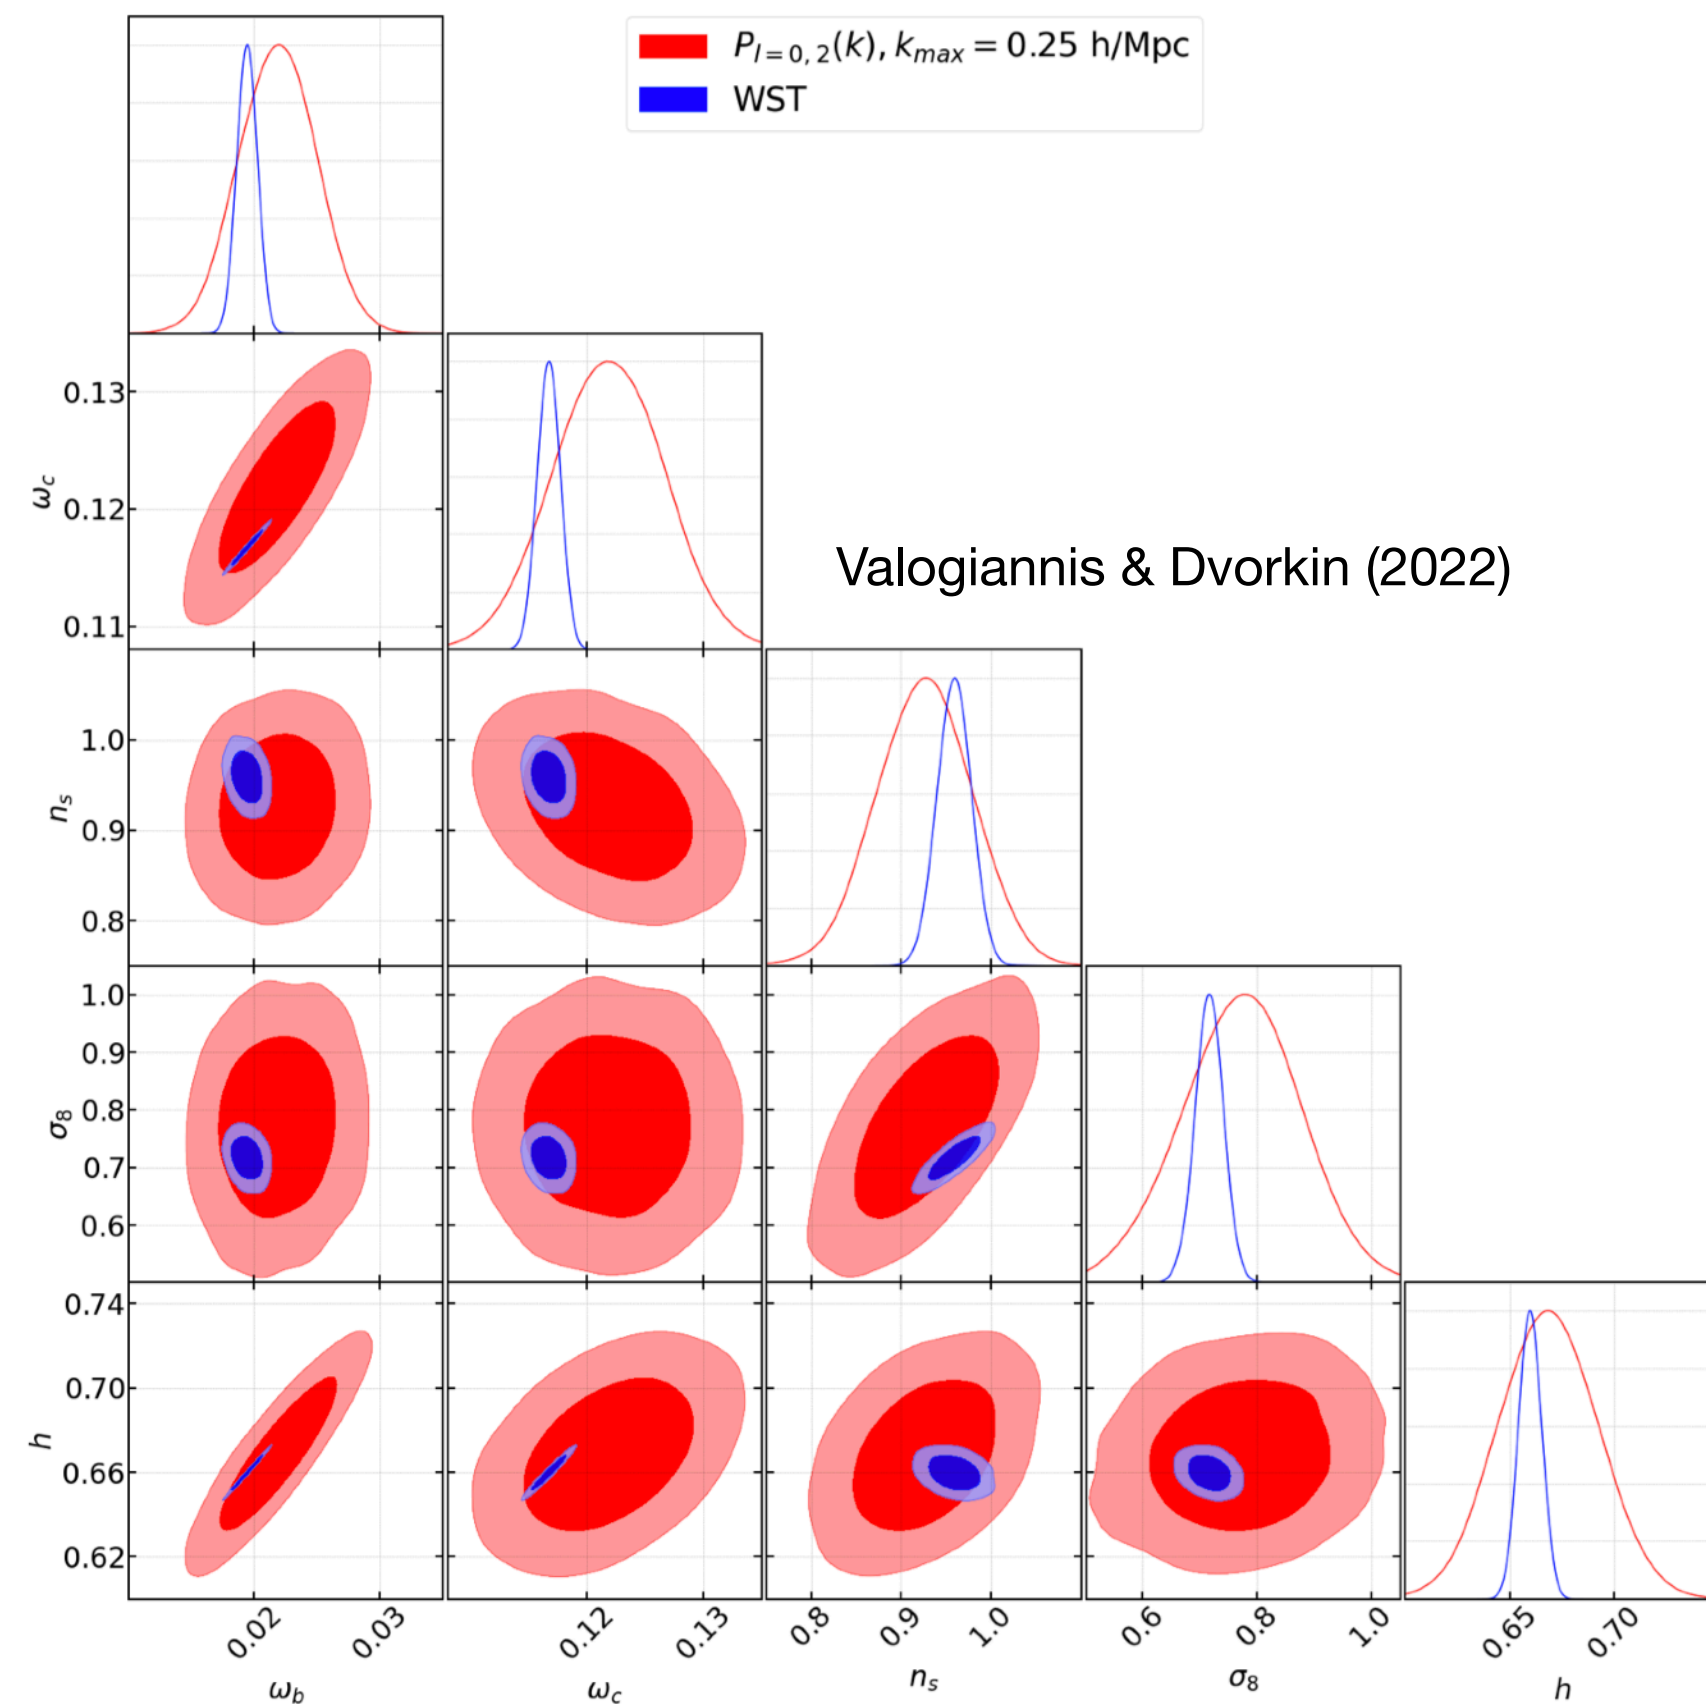 P_{l=0,2}(k), k_{max} = 0.25 h/Mpc
WST
Valogiannis & Dvorkin (2022)
ω_c
0.13
0.12
0.11
n_s
1.0
0.9
0.8
σ_8
1.0
0.9
0.8
0.7
0.6
h
0.74
0.70
0.66
0.62
0.02 0.03 0.12 0.13 0.8 0.9 1.0 0.6 0.8 1.0 0.65 0.70
ω_b ω_c n_s σ_8 h